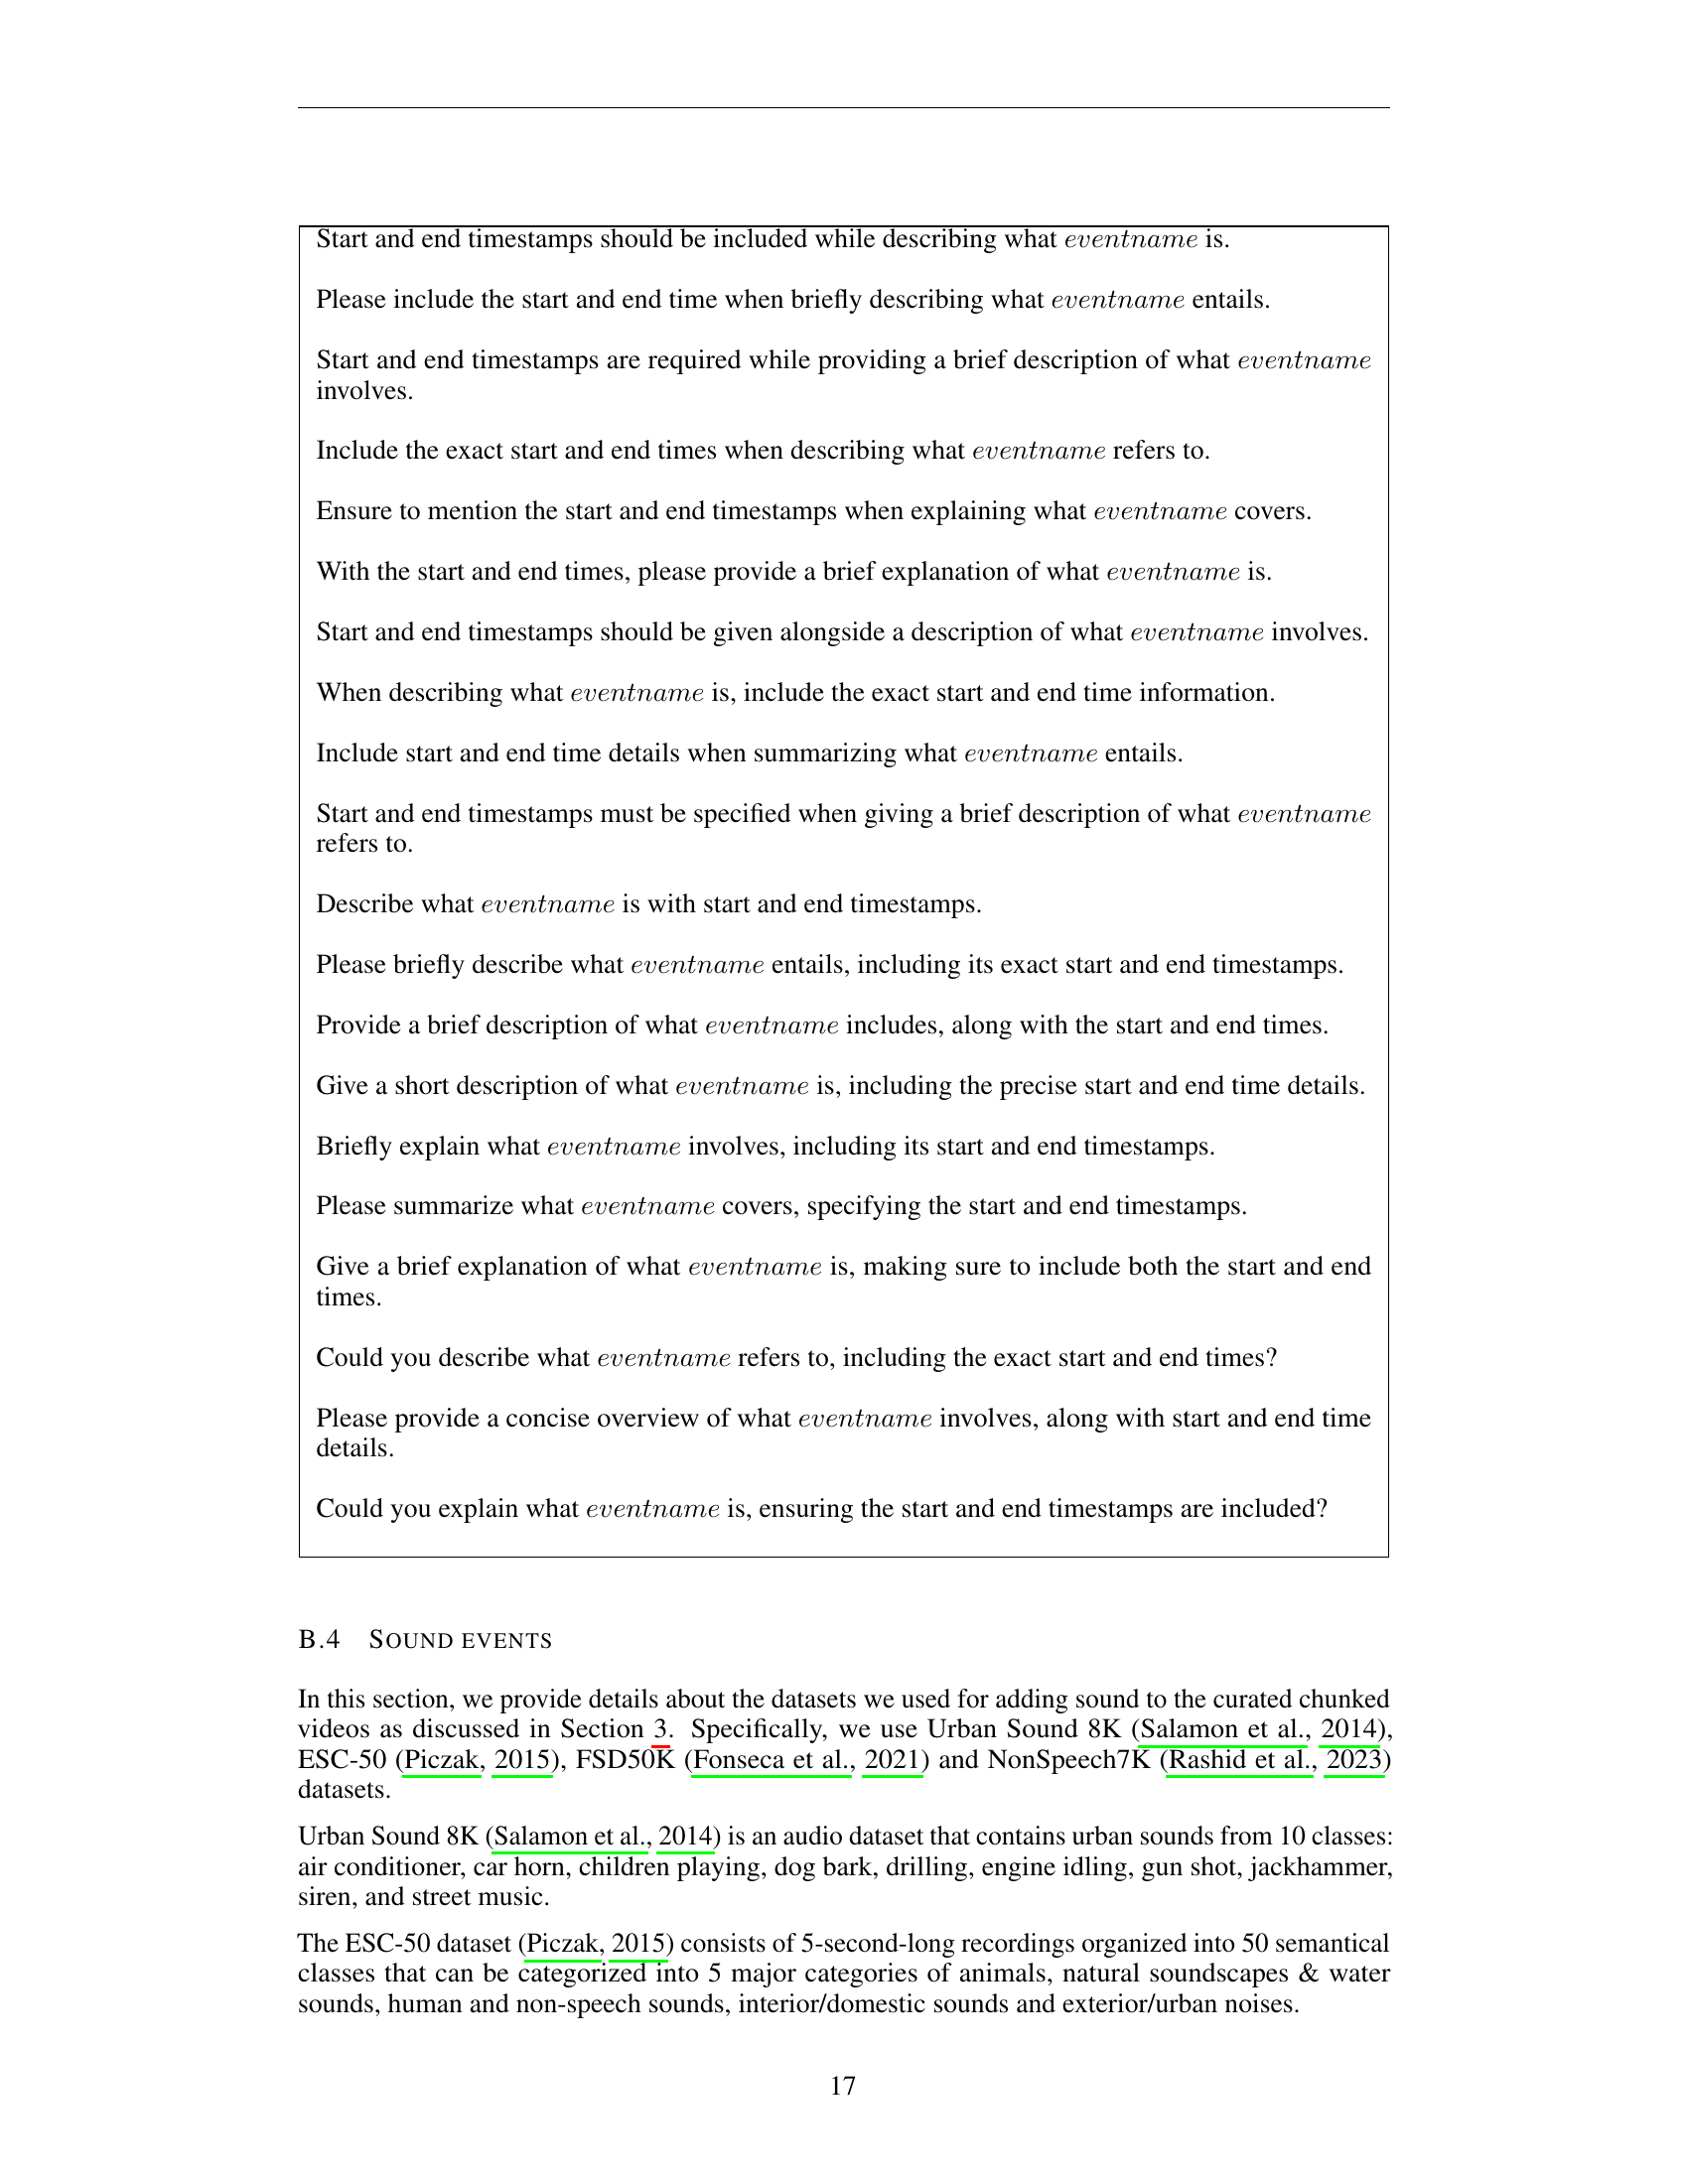 Start and end timestamps should be included while describing what eventname is.
Please include the start and end time when briefly describing what eventname entails.
Start and end timestamps are required while providing a brief description of what eventname
involves.
Include the exact start and end times when describing what eventname refers to.
Ensure to mention the start and end timestamps when explaining what eventname covers.
With the start and end times, please provide a brief explanation of what eventname is.
Start and end timestamps should be given alongside a description of what eventname involves.
When describing what eventname is, include the exact start and end time information.
Include start and end time details when summarizing what eventname entails.
Start and end timestamps must be specified when giving a brief description of what eventname
refers to.
Describe what eventname is with start and end timestamps.
Please briefly describe what eventname entails, including its exact start and end timestamps.
Provide a brief description of what eventname includes, along with the start and end times.
Give a short description of what eventname is, including the precise start and end time details.
Briefly explain what eventname involves, including its start and end timestamps.
Please summarize what eventname covers, specifying the start and end timestamps.
Give a brief explanation of what eventname is, making sure to include both the start and end
times.
Could you describe what eventname refers to, including the exact start and end times?
Please provide a concise overview of what eventname involves, along with start and end time
details.
Could you explain what eventname is, ensuring the start and end timestamps are included?
B.4 SOUND EVENTS
In this section, we provide details about the datasets we used for adding sound to the curated chunked
videos as discussed in Section 3. Specifically, we use Urban Sound 8K (Salamon et al., 2014),
ESC-50 (Piczak, 2015), FSD50K (Fonseca et al., 2021) and NonSpeech7K (Rashid et al., 2023)
datasets.
Urban Sound 8K (Salamon et al., 2014) is an audio dataset that contains urban sounds from 10 classes:
air conditioner, car horn, children playing, dog bark, drilling, engine idling, gun shot, jackhammer,
siren, and street music.
The ESC-50 dataset (Piczak, 2015) consists of 5-second-long recordings organized into 50 semantical
classes that can be categorized into 5 major categories of animals, natural soundscapes & water
sounds, human and non-speech sounds, interior/domestic sounds and exterior/urban noises.
17